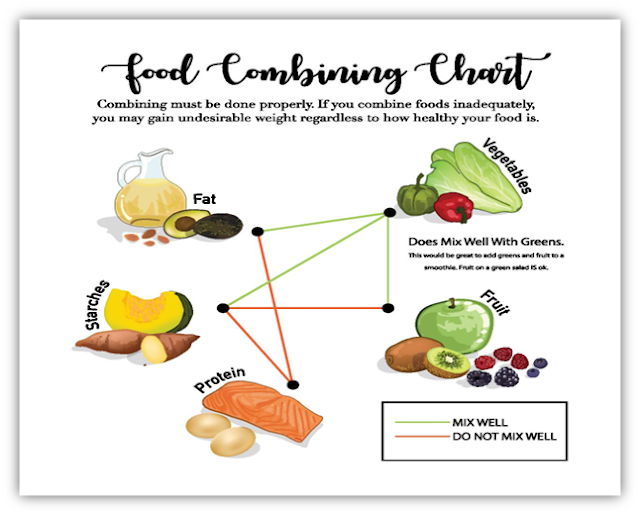 Food Combining Chart
Combining must be done properly. If you combine foods inadequately,
you may gain undesirable weight regardless to how healthy your food is.
Fat
Vegetables
Does Mix Well With Greens.
This would be great to add greens and fruit to a
smoothie. Fruit on a green salad IS ok.
Starches
Fruit
Protein
MIX WELL
DO NOT MIX WELL